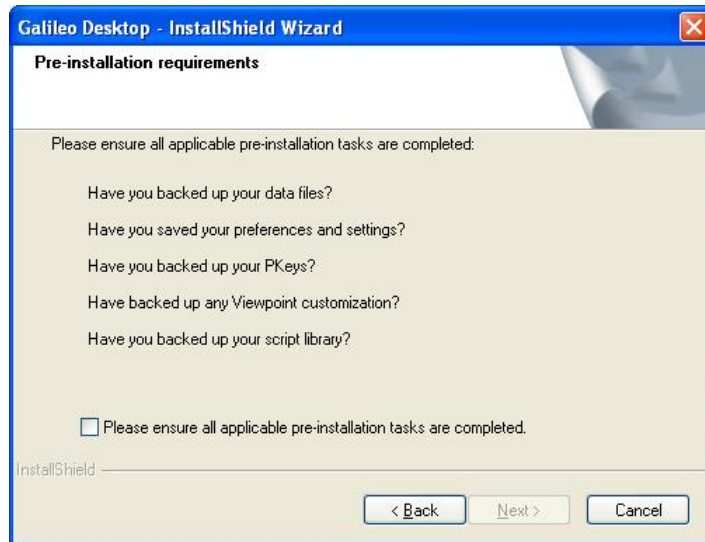 Galileo Desktop - InstallShield Wizard
Pre-installation requirements
Please ensure all applicable pre-installation tasks are completed:
Have you backed up your data files?
Have you saved your preferences and settings?
Have you backed up your PKeys?
Have backed up any Viewpoint customization?
Have you backed up your script library?
Please ensure all applicable pre-installation tasks are completed.
InstallShield
< Back Next > Cancel